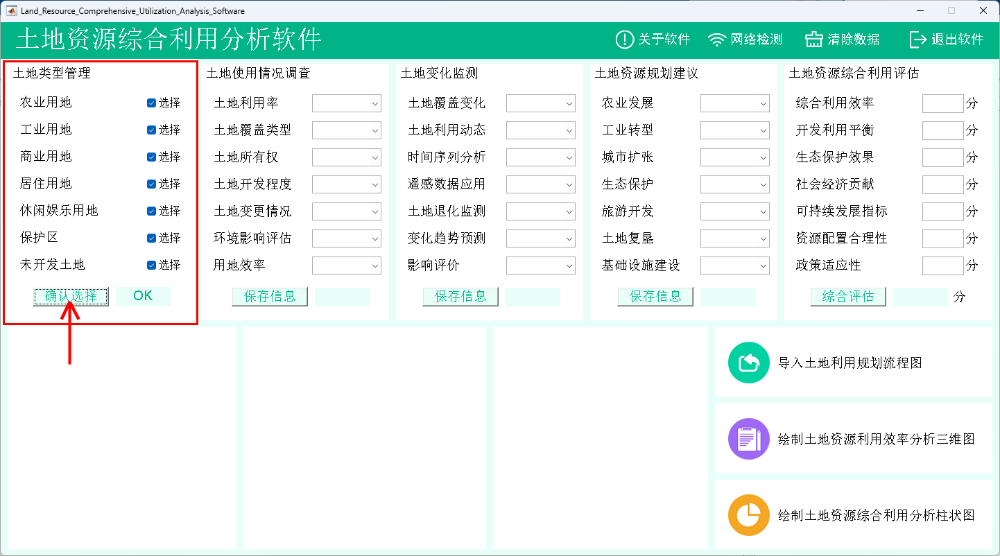 Land_Resource_Comprehensive_Utilization_Analysis_Software
土地资源综合利用分析软件
关于软件
网络检测
清除数据
退出软件
土地类型管理
农业用地 选择
工业用地 选择
商业用地 选择
居住用地 选择
休闲娱乐用地 选择
保护区 选择
未开发土地 选择
确认选择 OK
土地使用情况调查
土地利用率
土地覆盖类型
土地所有权
土地开发程度
土地变更情况
环境影响评估
用地效率
保存信息
土地变化监测
土地覆盖变化
土地利用动态
时间序列分析
遥感数据应用
土地退化监测
变化趋势预测
影响评价
保存信息
土地资源规划建议
农业发展
工业转型
城市扩张
生态保护
旅游开发
土地复垦
基础设施建设
保存信息
土地资源综合利用评估
综合利用效率 分
开发利用平衡 分
生态保护效果 分
社会经济贡献 分
可持续发展指标 分
资源配置合理性 分
政策适应性 分
综合评估 分
导入土地利用规划流程图
绘制土地资源利用效率分析三维图
绘制土地资源综合利用分析柱状图